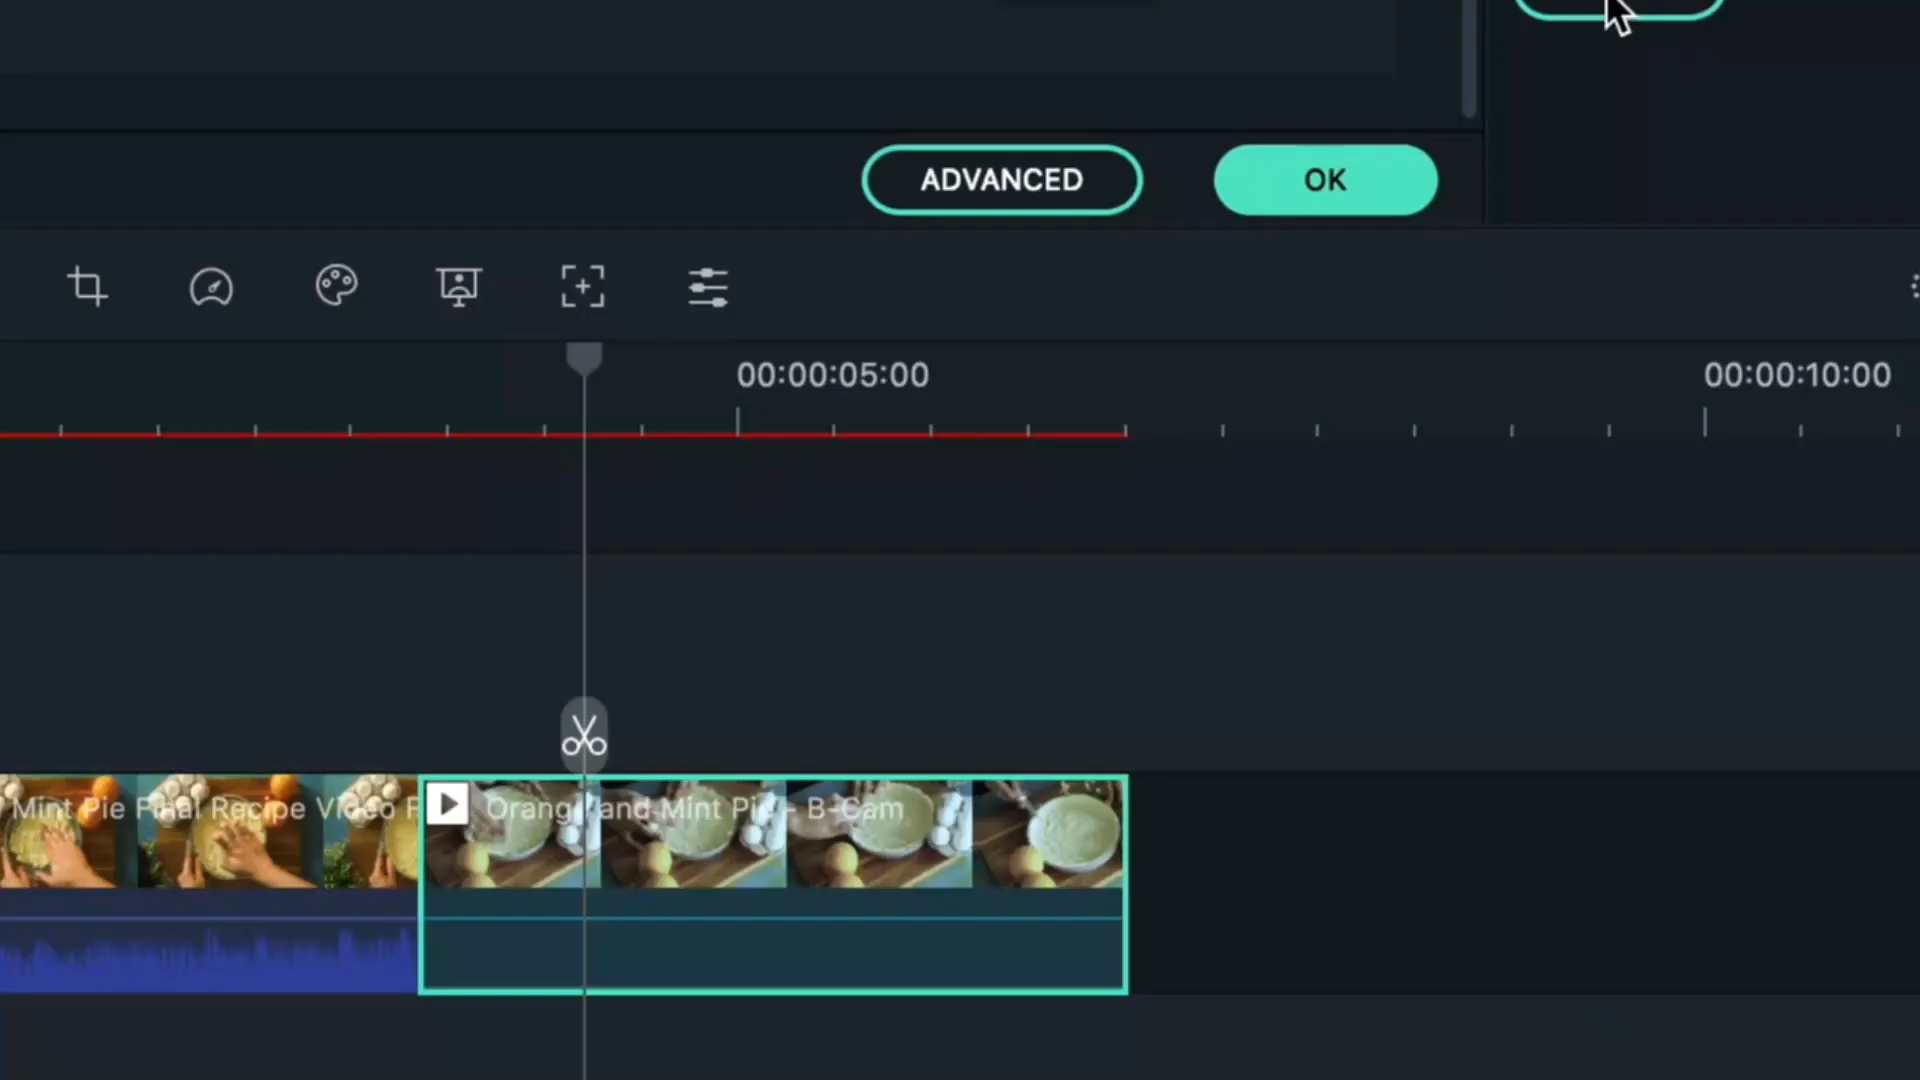 ADVANCED
OK
00:00:05:00
00:00:10:00
Mint Pie Final Recipe Video F
Orange and Mint Pie - B-Cam